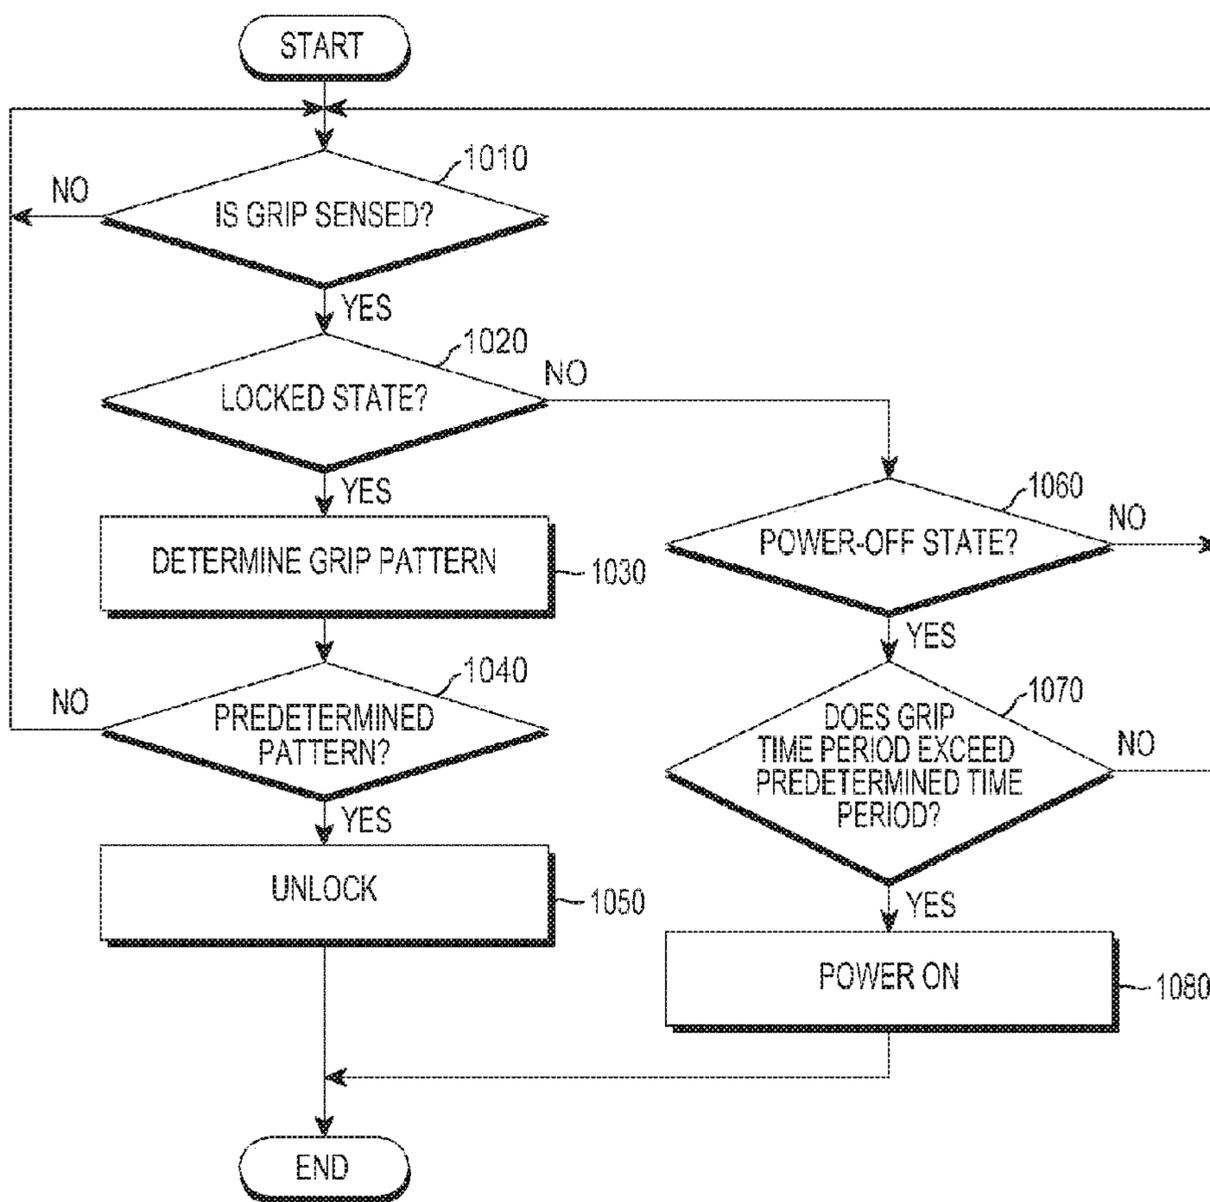 START
1010
NO
IS GRIP SENSED?
YES
1020
NO
LOCKED STATE?
YES
1060
NO
POWER-OFF STATE?
DETERMINE GRIP PATTERN
1030
YES
1040
NO
PREDETERMINED
PATTERN?
1070
DOES GRIP
TIME PERIOD EXCEED
PREDETERMINED TIME
PERIOD?
NO
YES
UNLOCK
1050
YES
POWER ON
1080
END